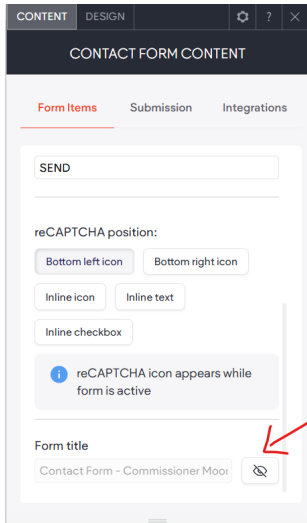 CONTENT DESIGN ?
CONTACT FORM CONTENT
Form Items Submission Integrations
SEND
reCAPTCHA position:
Bottom left icon Bottom right icon
Inline icon Inline text
Inline checkbox
i reCAPTCHA icon appears while
form is active
Form title
Contact Form - Commissioner